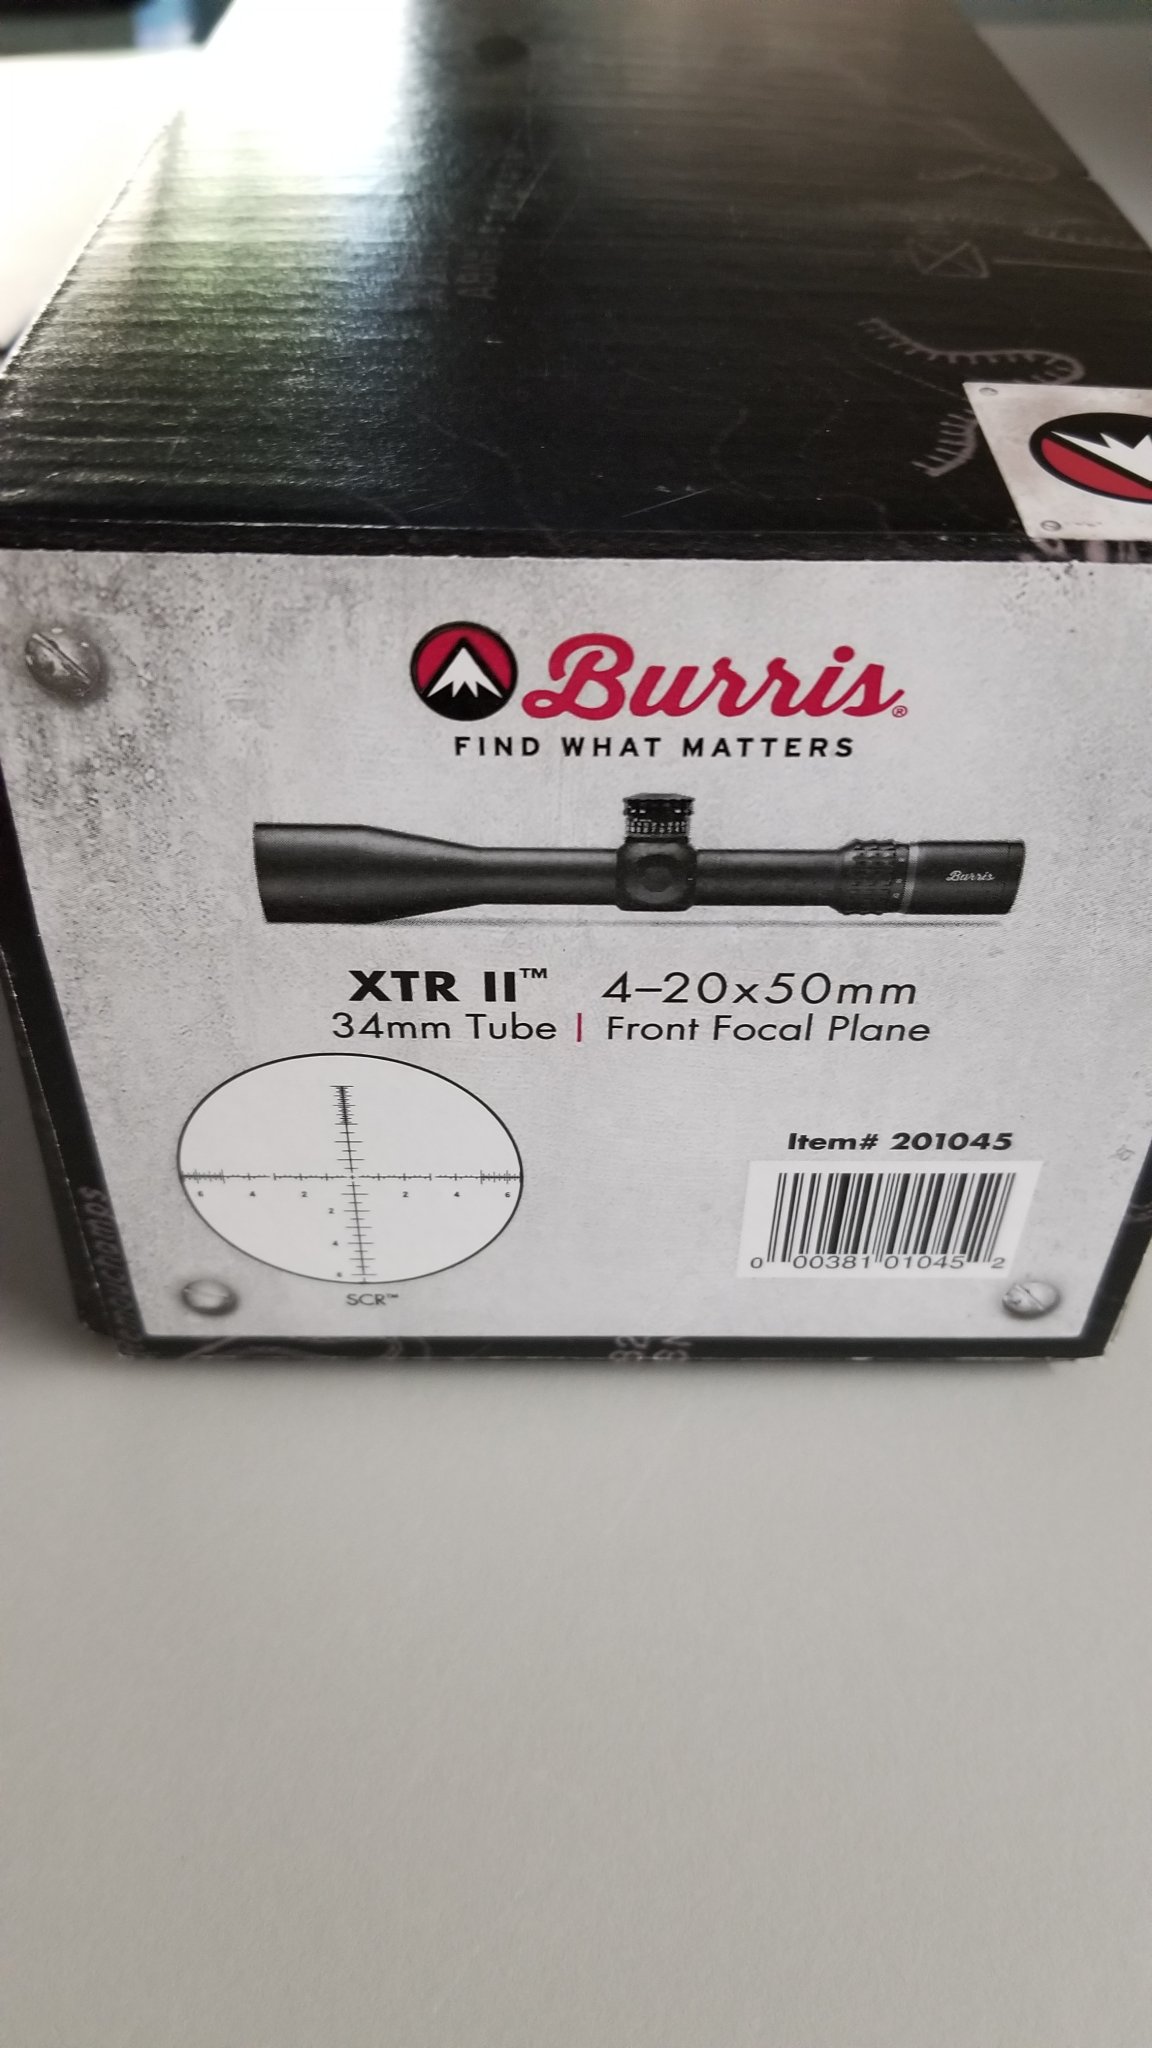 Burris®
FIND WHAT MATTERS
Burris
XTR II™ 4–20x50mm
34mm Tube | Front Focal Plane
6 4 2 2 4 6
2
4
6
SCR™
Item# 201045
0 00381 01045 2